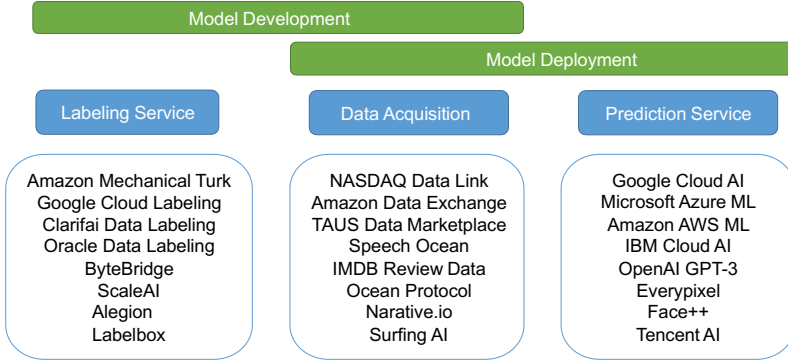 Model Development
Model Deployment
Labeling Service
Data Acquisition
Prediction Service
Amazon Mechanical Turk
Google Cloud Labeling
Clarifai Data Labeling
Oracle Data Labeling
ByteBridge
ScaleAI
Alegion
Labelbox
NASDAQ Data Link
Amazon Data Exchange
TAUS Data Marketplace
Speech Ocean
IMDB Review Data
Ocean Protocol
Narative.io
Surfing AI
Google Cloud AI
Microsoft Azure ML
Amazon AWS ML
IBM Cloud AI
OpenAI GPT-3
Everypixel
Face++
Tencent AI